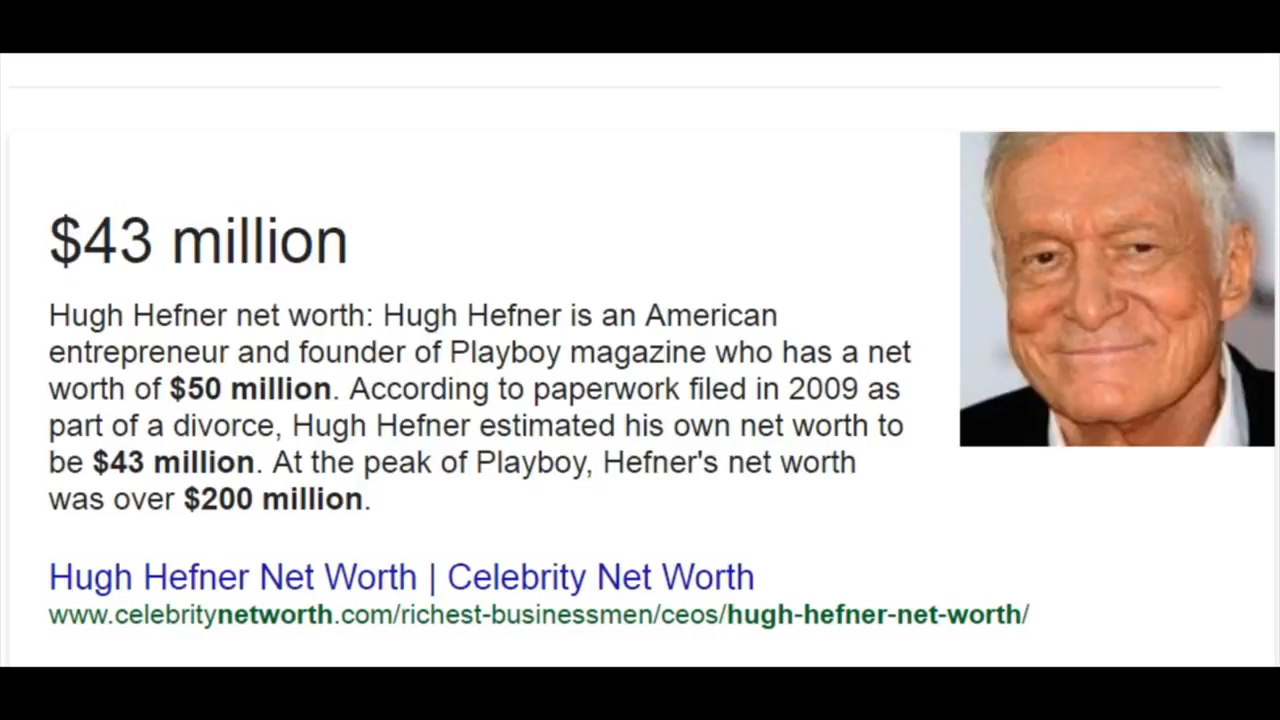 $43 million
Hugh Hefner net worth: Hugh Hefner is an American
entrepreneur and founder of Playboy magazine who has a net
worth of $50 million. According to paperwork filed in 2009 as
part of a divorce, Hugh Hefner estimated his own net worth to
be $43 million. At the peak of Playboy, Hefner's net worth
was over $200 million.
Hugh Hefner Net Worth | Celebrity Net Worth
www.celebritynetworth.com/richest-businessmen/ceos/hugh-hefner-net-worth/